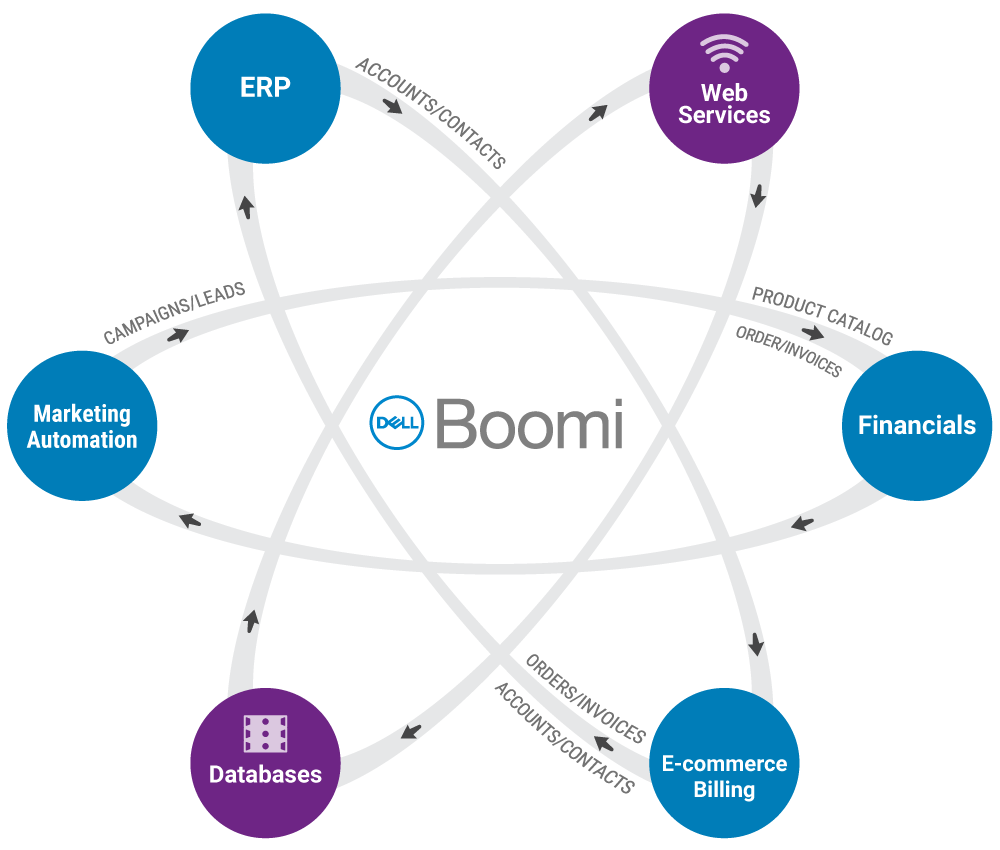 ERP
ACCOUNTS/CONTACTS
Web
Services
CAMPAIGNS/LEADS
PRODUCT CATALOG
ORDER/INVOICES
Marketing
Automation
DELL Boomi
Financials
ORDERS/INVOICES
ACCOUNTS/CONTACTS
Databases
E-commerce
Billing